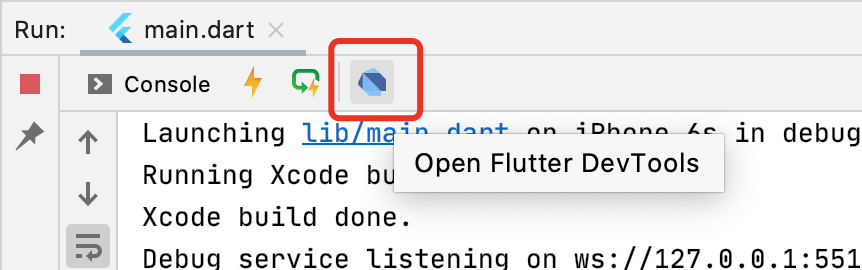 Run: main.dart
Console
Launching lib/main.dart on iPhone 6s in debug
Open Flutter DevTools
Running Xcode bu
Xcode build done.
Debug service listening on ws://127.0.0.1:551